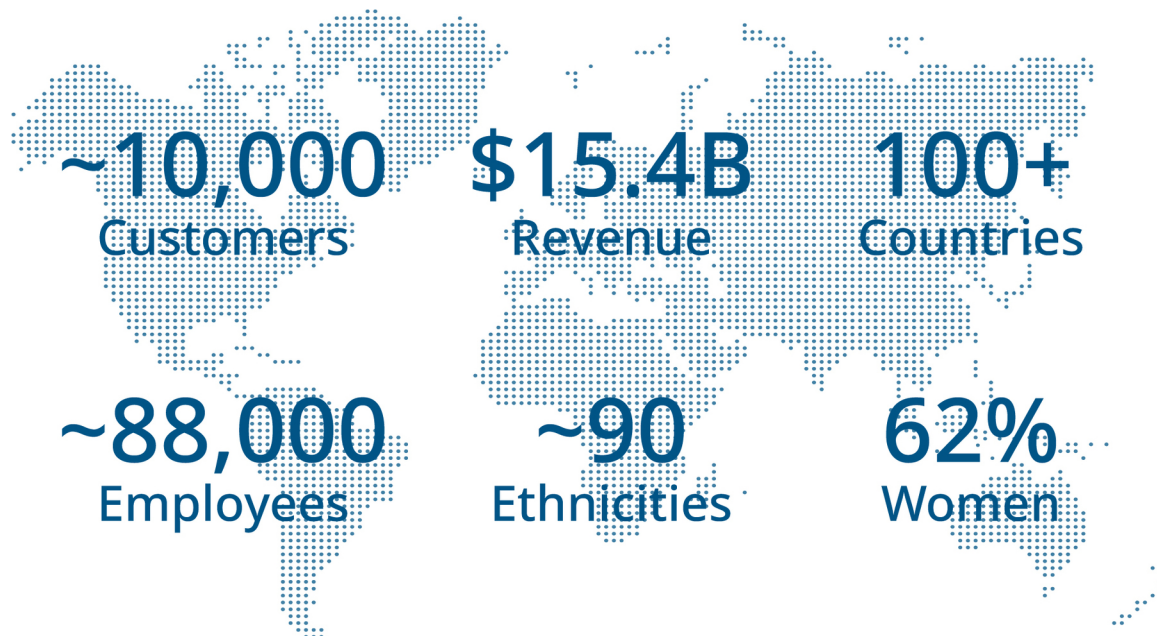 ~10,000 $15.4B 100+
Customers Revenue Countries
~88,000 ~90 62%
Employees Ethnicities Women